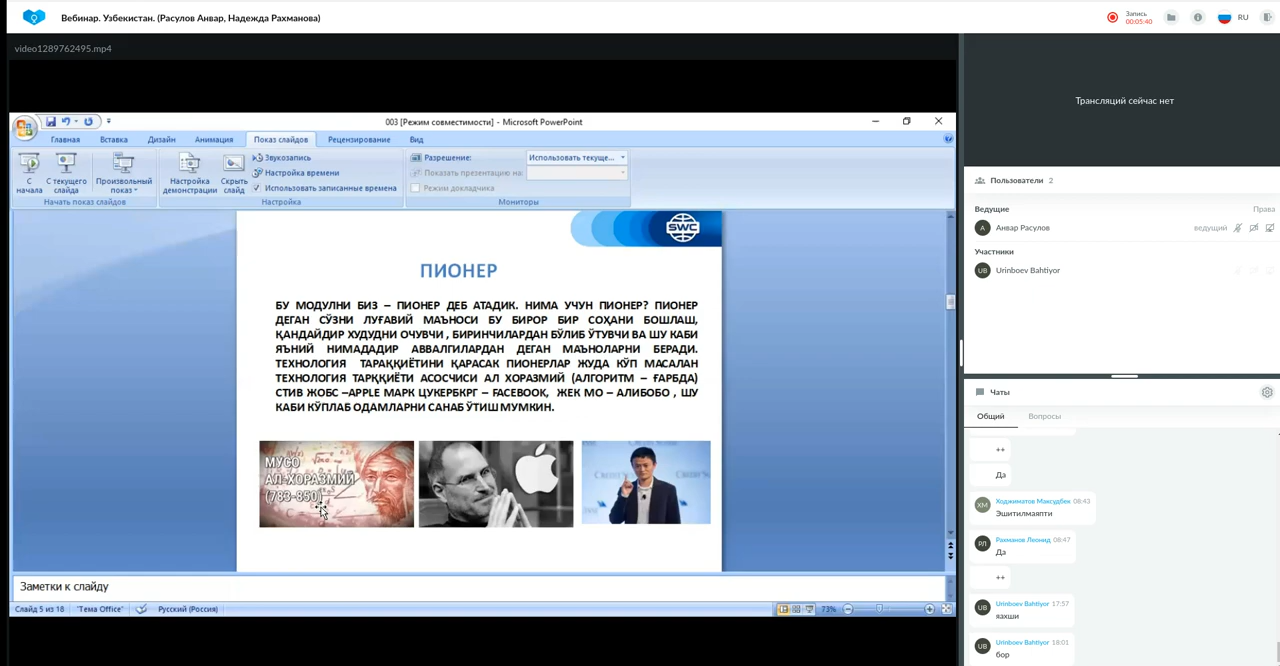 Вебинар. Узбекистан. (Расулов Анвар, Надежда Рахманова)
Запись
00:05:40
RU
video1289762495.mp4
Трансляций сейчас нет
003 [Режим совместимости] - Microsoft PowerPoint
Главная Вставка Дизайн Анимация Показ слайдов Рецензирование Вид
С начала
С текущего слайда
Произвольный показ
Начать показ слайдов
Настройка демонстрации
Скрыть слайд
Звукозапись
Настройка времени
Использовать записанные времена
Настройка
Разрешение: Использовать текуще...
Показать презентацию на:
Режим докладчика
Мониторы
SWC
ПИОНЕР
БУ МОДУЛНИ БИЗ – ПИОНЕР ДЕБ АТАДИК. НИМА УЧУН ПИОНЕР? ПИОНЕР
ДЕГАН СЎЗНИ ЛУҒАВИЙ МАЪНОСИ БУ БИРОР БИР СОҲАНИ БОШЛАШ,
ҚАНДАЙДИР ХУДУДНИ ОЧУВЧИ , БИРИНЧИЛАРДАН БЎЛИБ ЎТУВЧИ ВА ШУ КАБИ
ЯЪНИЙ НИМАДАДИР АВВАЛГИЛАРДАН ДЕГАН МАЪНОЛАРНИ БЕРАДИ.
ТЕХНОЛОГИЯ ТАРАҚҚИЁТИНИ ҚАРАСАК ПИОНЕРЛАР ЖУДА КЎП МАСАЛАН
ТЕХНОЛОГИЯ ТАРҚҚИЁТИ АСОСЧИСИ АЛ ХОРАЗМИЙ (АЛГОРИТМ – ҒАРБДА)
СТИВ ЖОБС –APPLE МАРК ЦУКЕРБКРГ – FACEBOOK, ЖЕК МО – АЛИБОБО , ШУ
КАБИ КЎПЛАБ ОДАМЛАРНИ САНАБ ЎТИШ МУМКИН.
МУСО
АЛ-ХОРАЗМИЙ
(783-850)
Заметки к слайду
Слайд 5 из 18 "Тема Office" Русский (Россия) 73%
Пользователи 2
Ведущие Права
А Анвар Расулов ведущий
Участники
UB Urinboev Bahtiyor
Чаты
Общий Вопросы
++
Да
ХМ Ходжиматов Максудбек 08:43
Эшитилмаяпти
РЛ Рахманов Леонид 08:47
Да
++
UB Urinboev Bahtiyor 17:57
яахши
UB Urinboev Bahtiyor 18:01
бор